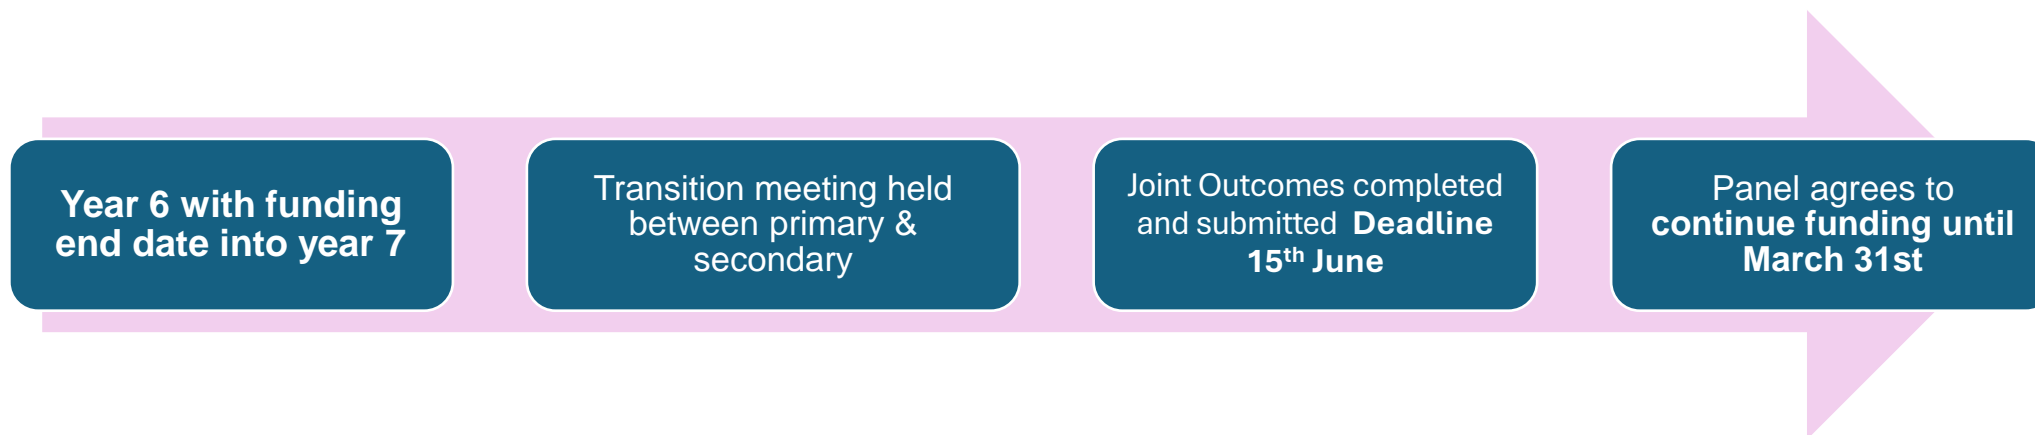 Year 6 with funding
end date into year 7
Transition meeting held
between primary &
secondary
Joint Outcomes completed
and submitted Deadline
15th June
Panel agrees to
continue funding until
March 31st